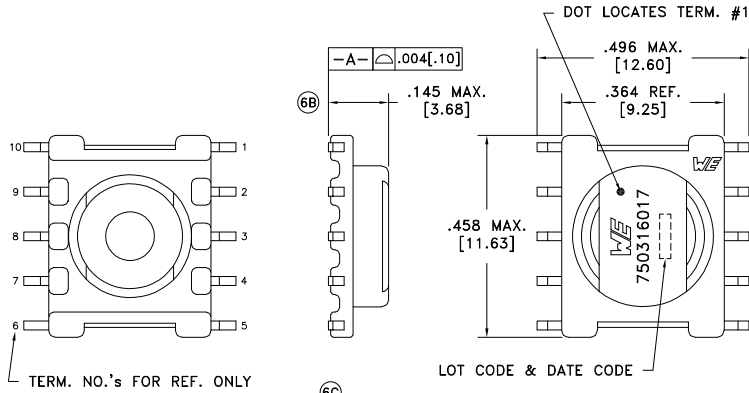 DOT LOCATES TERM. #1
-A- .004[.10]
.496 MAX.
[12.60]
6B
.145 MAX.
[3.68]
.364 REF.
[9.25]
10 1
9 2
8 3
7 4
6 5
.458 MAX.
[11.63]
WE
WE
750316017
TERM. NO.'s FOR REF. ONLY
LOT CODE & DATE CODE
6C